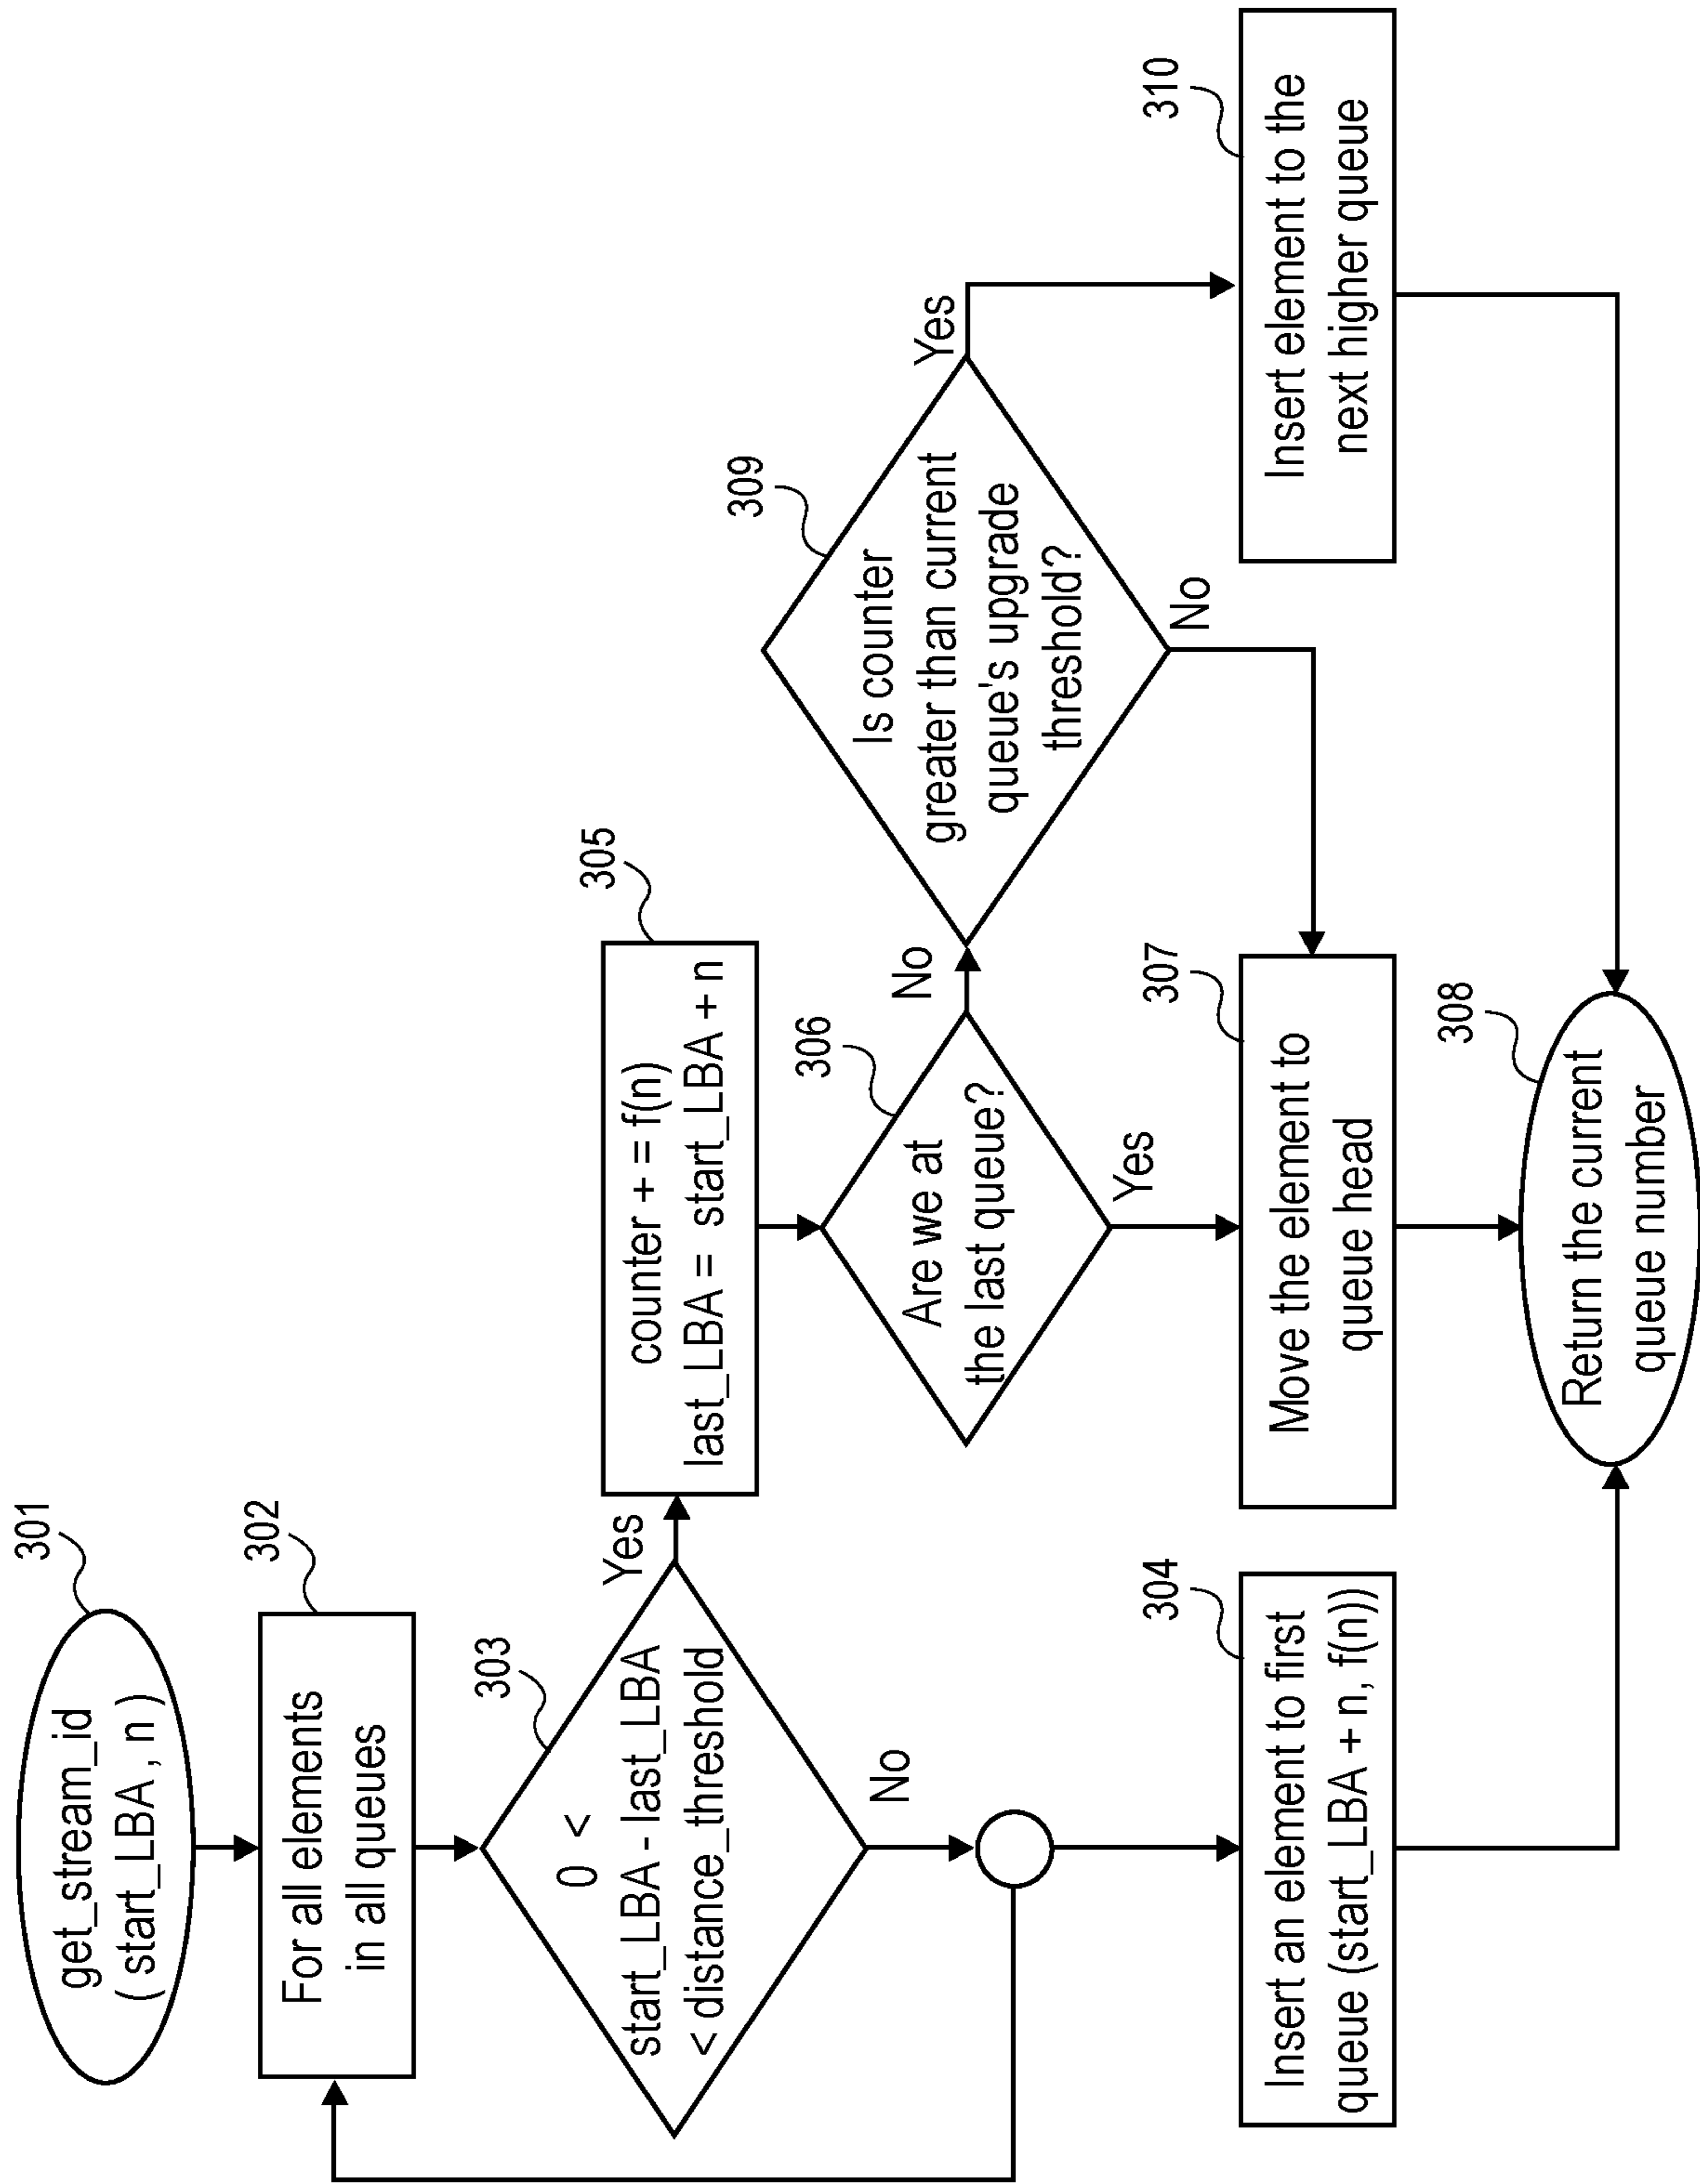 301
get_stream_id
( start_LBA , n )
302
For all elements
in all queues
303
0 <
start_LBA - last_LBA
< distance_threshold
Yes
No
304
Insert an element to first
queue (start_LBA + n, f(n))
305
counter + = f(n)
last_LBA = start_LBA + n
306
Are we at
the last queue?
No
Yes
307
Move the element to
queue head
308
Return the current
queue number
309
Is counter
greater than current
queue's upgrade
threshold?
Yes
No
310
Insert element to the
next higher queue